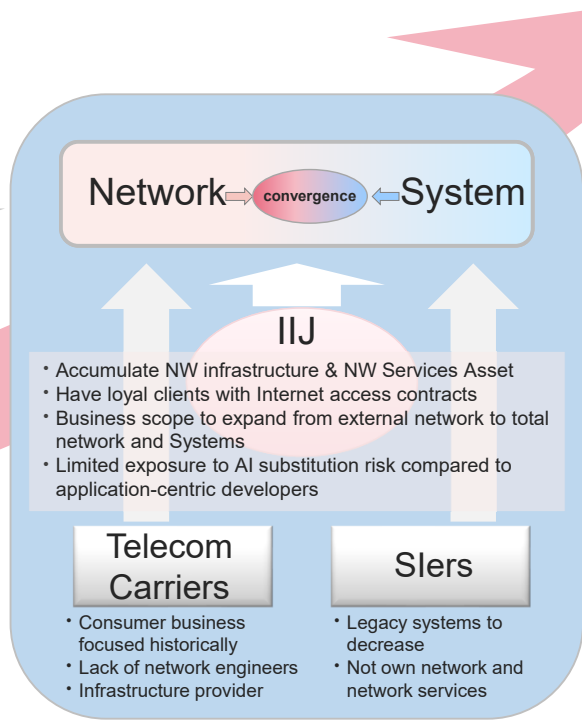 Network convergence System
IIJ
・Accumulate NW infrastructure & NW Services Asset
・Have loyal clients with Internet access contracts
・Business scope to expand from external network to total
network and Systems
・Limited exposure to AI substitution risk compared to
application-centric developers
Telecom
Carriers
・Consumer business
focused historically
・Lack of network engineers
・Infrastructure provider
SIers
・Legacy systems to
decrease
・Not own network and
network services